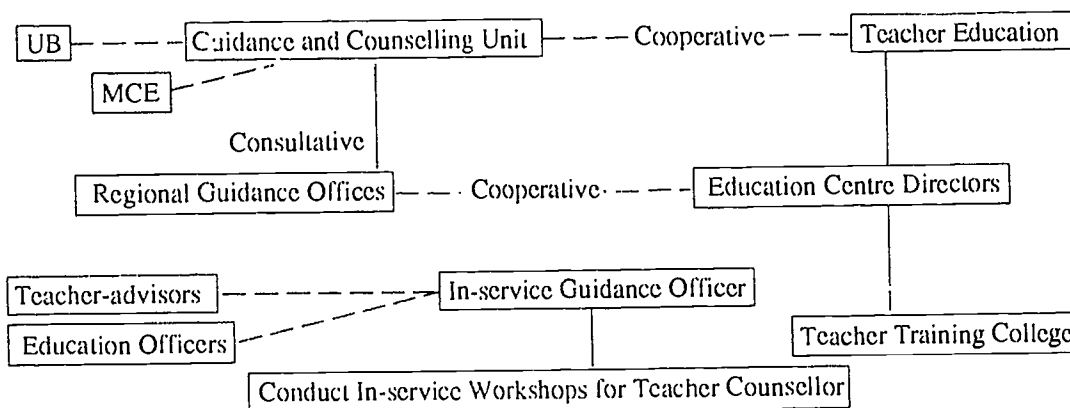 UB
Guidance and Counselling Unit
Cooperative
Teacher Education
MCE
Consultative
Regional Guidance Offices
Cooperative
Education Centre Directors
Teacher-advisors
In-service Guidance Officer
Education Officers
Teacher Training College
Conduct In-service Workshops for Teacher Counsellor